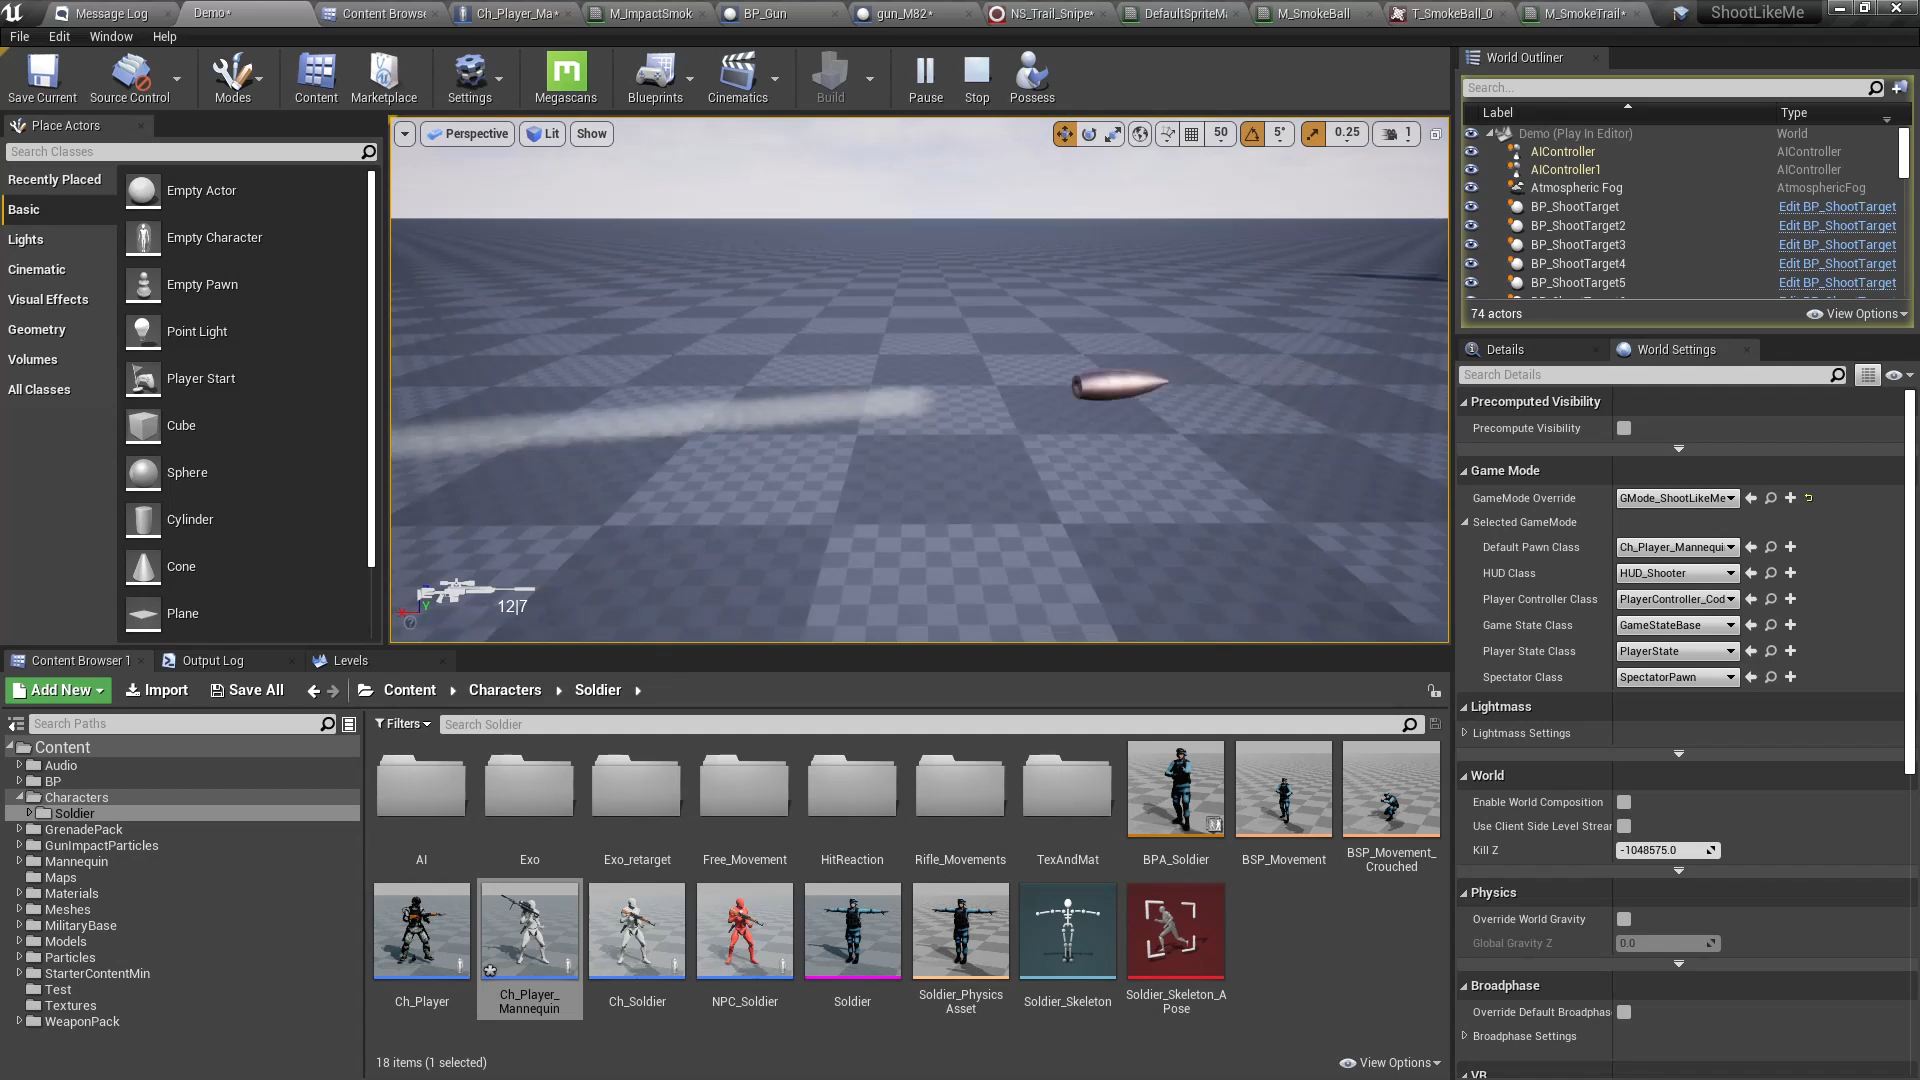 Message Log
Demo*
Content Browse
Ch_Player_Ma*
M_ImpactSmok
BP_Gun
gun_M82*
NS_Trail_Snipe*
DefaultSpriteMa
M_SmokeBall
T_SmokeBall_0
M_SmokeTrail*
ShootLikeMe
File
Edit
Window
Help
Save Current
Source Control
Modes
Content
Marketplace
Settings
Megascans
Blueprints
Cinematics
Build
Pause
Stop
Possess
Place Actors
Search Classes
Recently Placed
Basic
Lights
Cinematic
Visual Effects
Geometry
Volumes
All Classes
Empty Actor
Empty Character
Empty Pawn
Point Light
Player Start
Cube
Sphere
Cylinder
Cone
Plane
Perspective
Lit
Show
50
5°
0.25
1
Y
12|7
World Outliner
Search...
Label
Type
Demo (Play In Editor)
World
AIController
AIController
AIController1
AIController
Atmospheric Fog
AtmosphericFog
BP_ShootTarget
Edit BP_ShootTarget
BP_ShootTarget2
Edit BP_ShootTarget
BP_ShootTarget3
Edit BP_ShootTarget
BP_ShootTarget4
Edit BP_ShootTarget
BP_ShootTarget5
Edit BP_ShootTarget
74 actors
View Options
Details
World Settings
Search Details
Precomputed Visibility
Precompute Visibility
Game Mode
GameMode Override
GMode_ShootLikeMe
Selected GameMode
Default Pawn Class
Ch_Player_Mannequi
HUD Class
HUD_Shooter
Player Controller Class
PlayerController_Cod
Game State Class
GameStateBase
Player State Class
PlayerState
Spectator Class
SpectatorPawn
Lightmass
Lightmass Settings
World
Enable World Composition
Use Client Side Level Strear
Kill Z
-1048575.0
Physics
Override World Gravity
Global Gravity Z
0.0
Broadphase
Override Default Broadphas
Broadphase Settings
VR
Content Browser 1
Output Log
Levels
Add New
Import
Save All
Content
Characters
Soldier
Search Paths
Filters
Search Soldier
Content
Audio
BP
Characters
Soldier
GrenadePack
GunImpactParticles
Mannequin
Maps
Materials
Meshes
MilitaryBase
Models
Particles
StarterContentMin
Test
Textures
WeaponPack
AI
Exo
Exo_retarget
Free_Movement
HitReaction
Rifle_Movements
TexAndMat
BPA_Soldier
BSP_Movement
BSP_Movement_
Crouched
Ch_Player
Ch_Player_
Mannequin
Ch_Soldier
NPC_Soldier
Soldier
Soldier_Physics
Asset
Soldier_Skeleton
Soldier_Skeleton_A
Pose
18 items (1 selected)
View Options